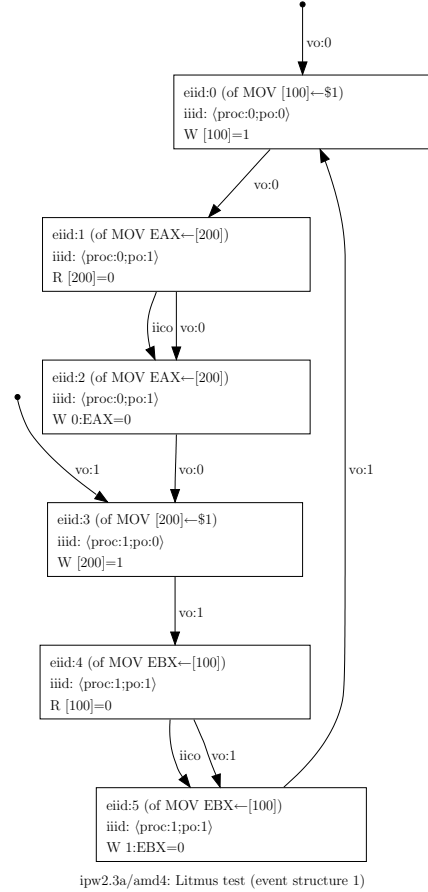 vo:0
eiid:0 (of MOV [100]←$1)
iiid: ⟨proc:0;po:0⟩
W [100]=1
vo:0
eiid:1 (of MOV EAX←[200])
iiid: ⟨proc:0;po:1⟩
R [200]=0
iico vo:0
eiid:2 (of MOV EAX←[200])
iiid: ⟨proc:0;po:1⟩
W 0:EAX=0
vo:1 vo:0 vo:1
eiid:3 (of MOV [200]←$1)
iiid: ⟨proc:1;po:0⟩
W [200]=1
vo:1
eiid:4 (of MOV EBX←[100])
iiid: ⟨proc:1;po:1⟩
R [100]=0
iico vo:1
eiid:5 (of MOV EBX←[100])
iiid: ⟨proc:1;po:1⟩
W 1:EBX=0
ipw2.3a/amd4: Litmus test (event structure 1)